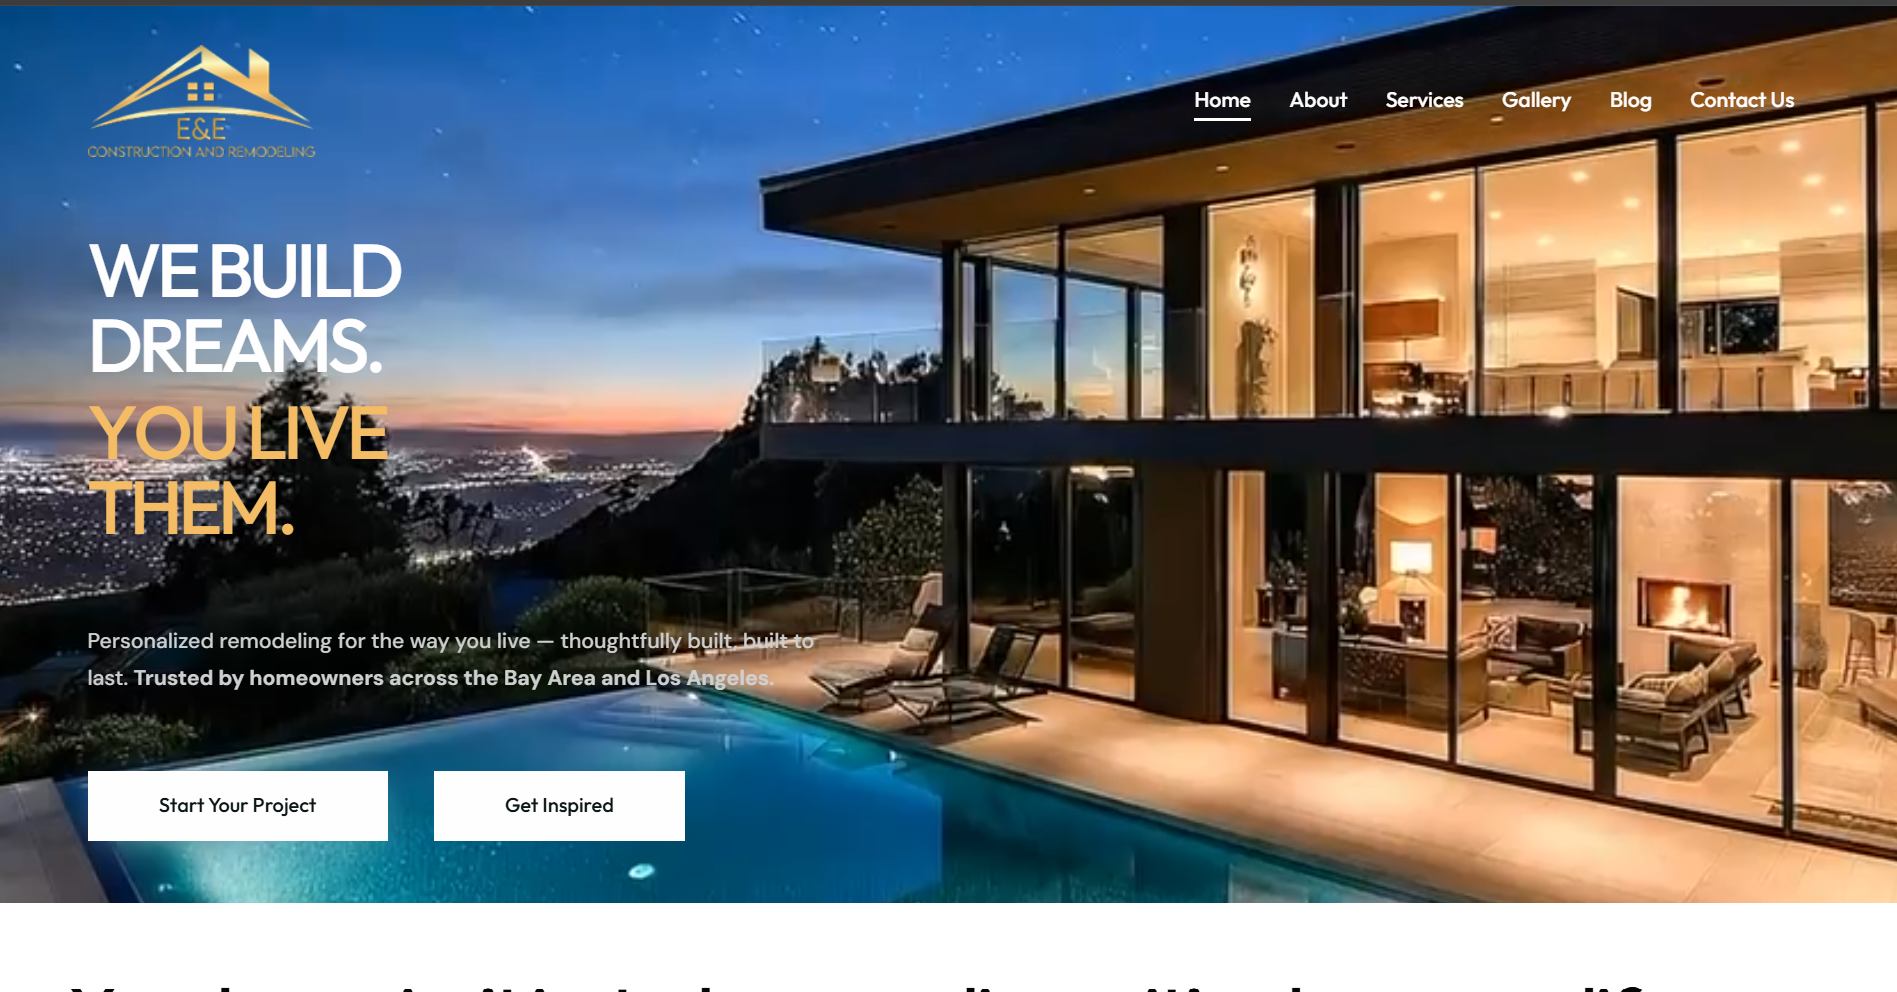 E&E
CONSTRUCTION AND REMODELING
Home
About
Services
Gallery
Blog
Contact Us
WE BUILD
DREAMS.
YOU LIVE
THEM.
Personalized remodeling for the way you live — thoughtfully built, built to
last. Trusted by homeowners across the Bay Area and Los Angeles.
Start Your Project
Get Inspired